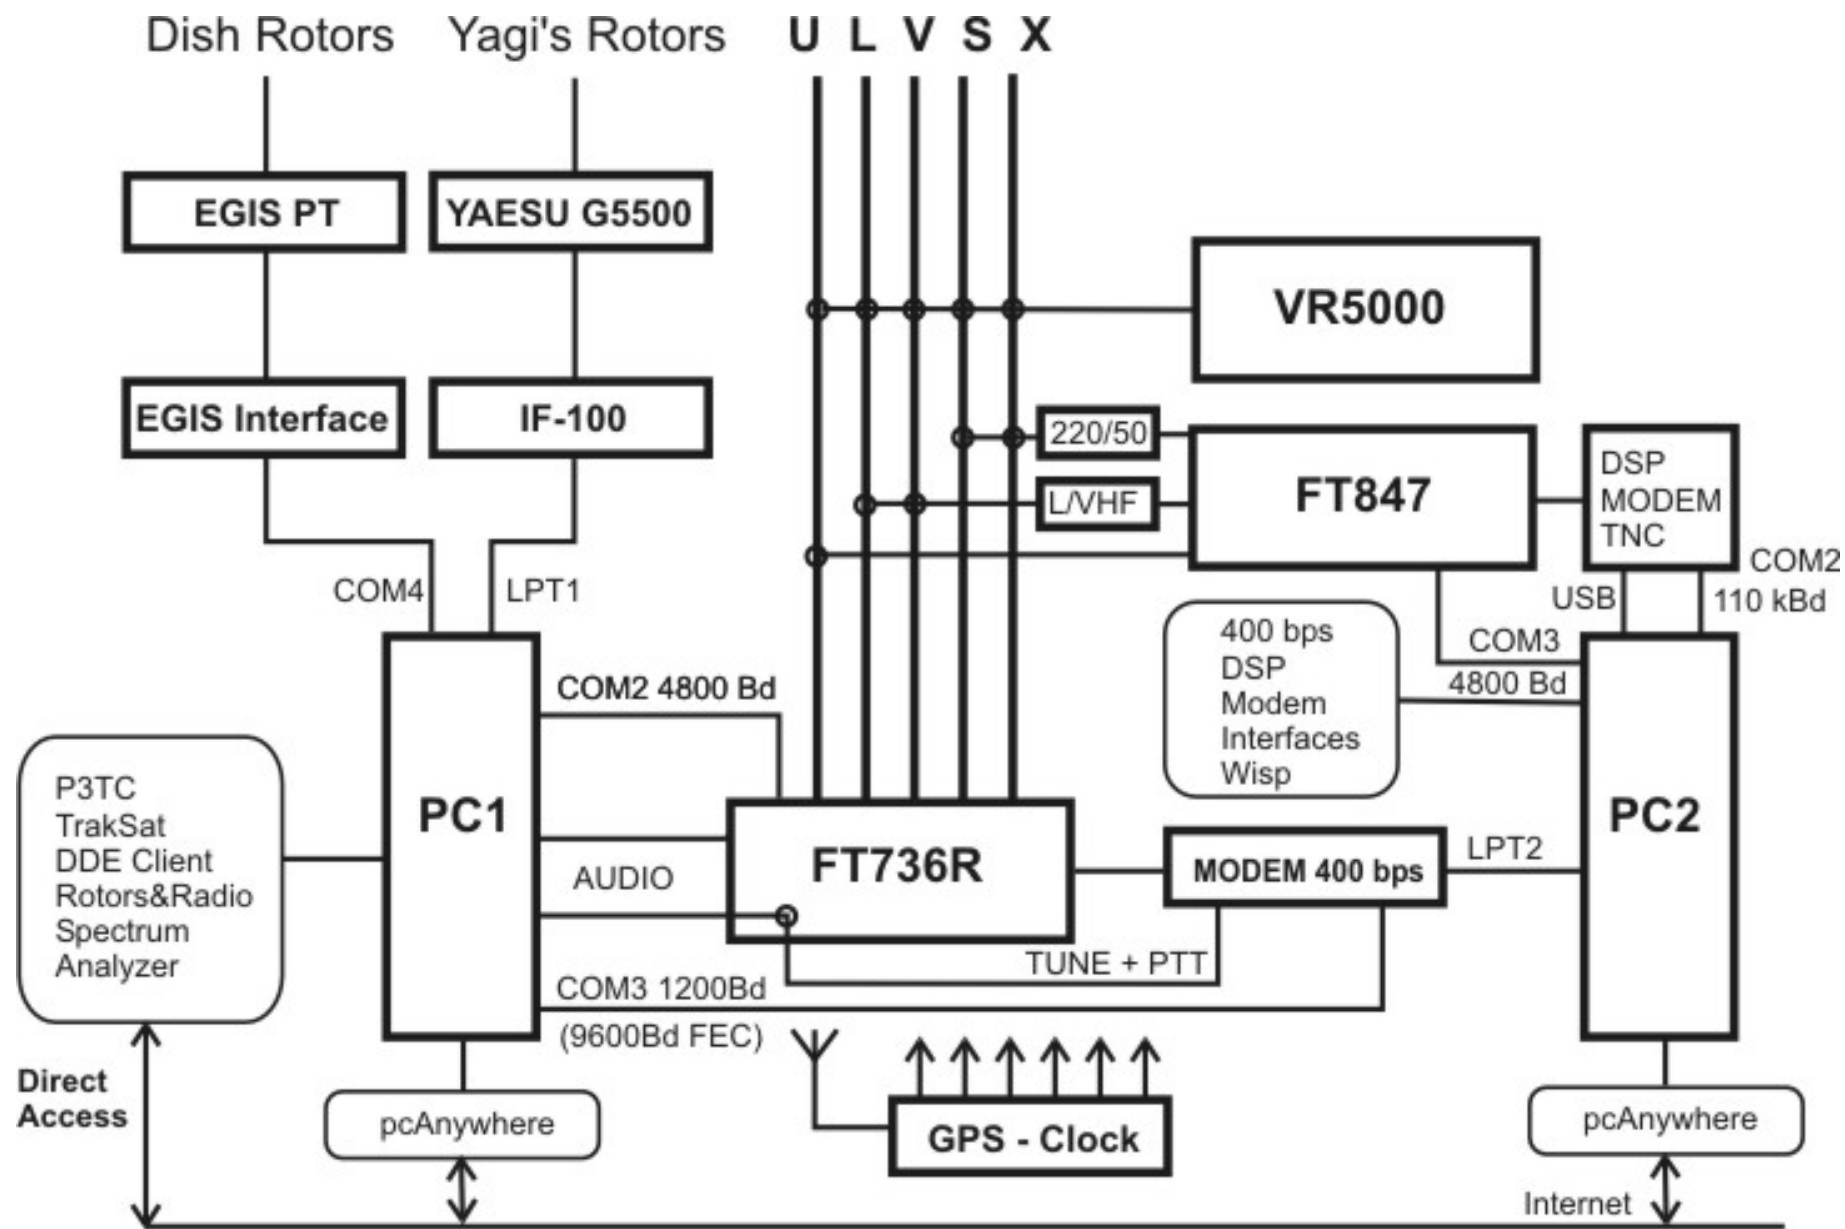 Dish Rotors
Yagi's Rotors
U L V S X
EGIS PT
YAESU G5500
VR5000
EGIS Interface
IF-100
220/50
L/VHF
FT847
DSP
MODEM
TNC
COM4
LPT1
USB
COM2
110 kBd
400 bps
DSP
Modem
Interfaces
Wisp
COM3
4800 Bd
COM2 4800 Bd
P3TC
TrakSat
DDE Client
Rotors&Radio
Spectrum
Analyzer
PC1
AUDIO
FT736R
MODEM 400 bps
LPT2
PC2
TUNE + PTT
COM3 1200Bd
(9600Bd FEC)
Direct
Access
pcAnywhere
GPS - Clock
pcAnywhere
Internet